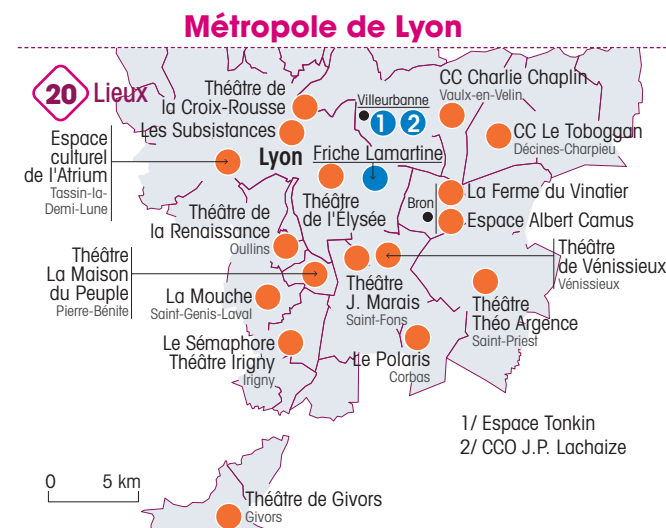 Métropole de Lyon
20 Lieux
Théâtre de
la Croix-Rousse
Les Subsistances
Villeurbanne
1 2
CC Charlie Chaplin
Vaulx-en-Velin
CC Le Toboggan
Décines-Charpieu
Espace
culturel
de l'Atrium
Tassin-la-
Demi-Lune
Lyon
Friche Lamartine
Théâtre
de l'Élysée
Bron
La Ferme du Vinatier
Espace Albert Camus
Théâtre de
la Renaissance
Oullins
Théâtre
La Maison
du Peuple
Pierre-Bénite
La Mouche
Saint-Genis-Laval
Théâtre
J. Marais
Saint-Fons
Théâtre
de Vénissieux
Vénissieux
Théâtre
Théo Argence
Saint-Priest
Le Sémaphore
Théâtre Irigny
Irigny
Le Polaris
Corbas
1/ Espace Tonkin
2/ CCO J.P. Lachaize
0 5 km
Théâtre de Givors
Givors